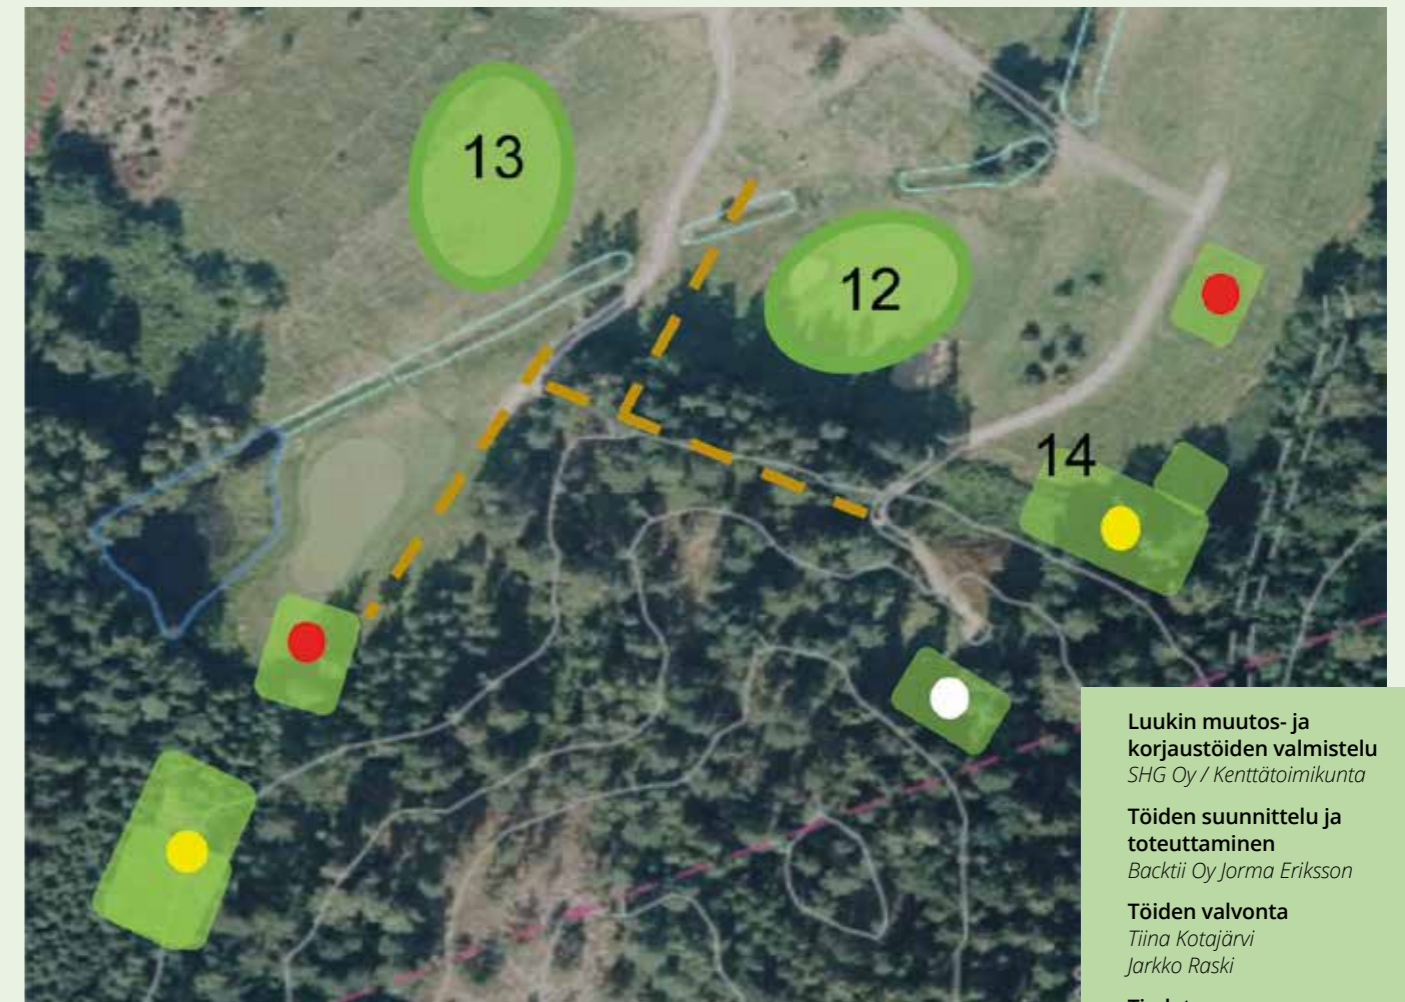 13
12
14
Luukin muutos- ja
korjaustöiden valmistelu
SHG Oy / Kenttätoimikunta
Töiden suunnittelu ja
toteuttaminen
Backtii Oy Jorma Eriksson
Töiden valvonta
Tiina Kotajärvi
Jarkko Raski